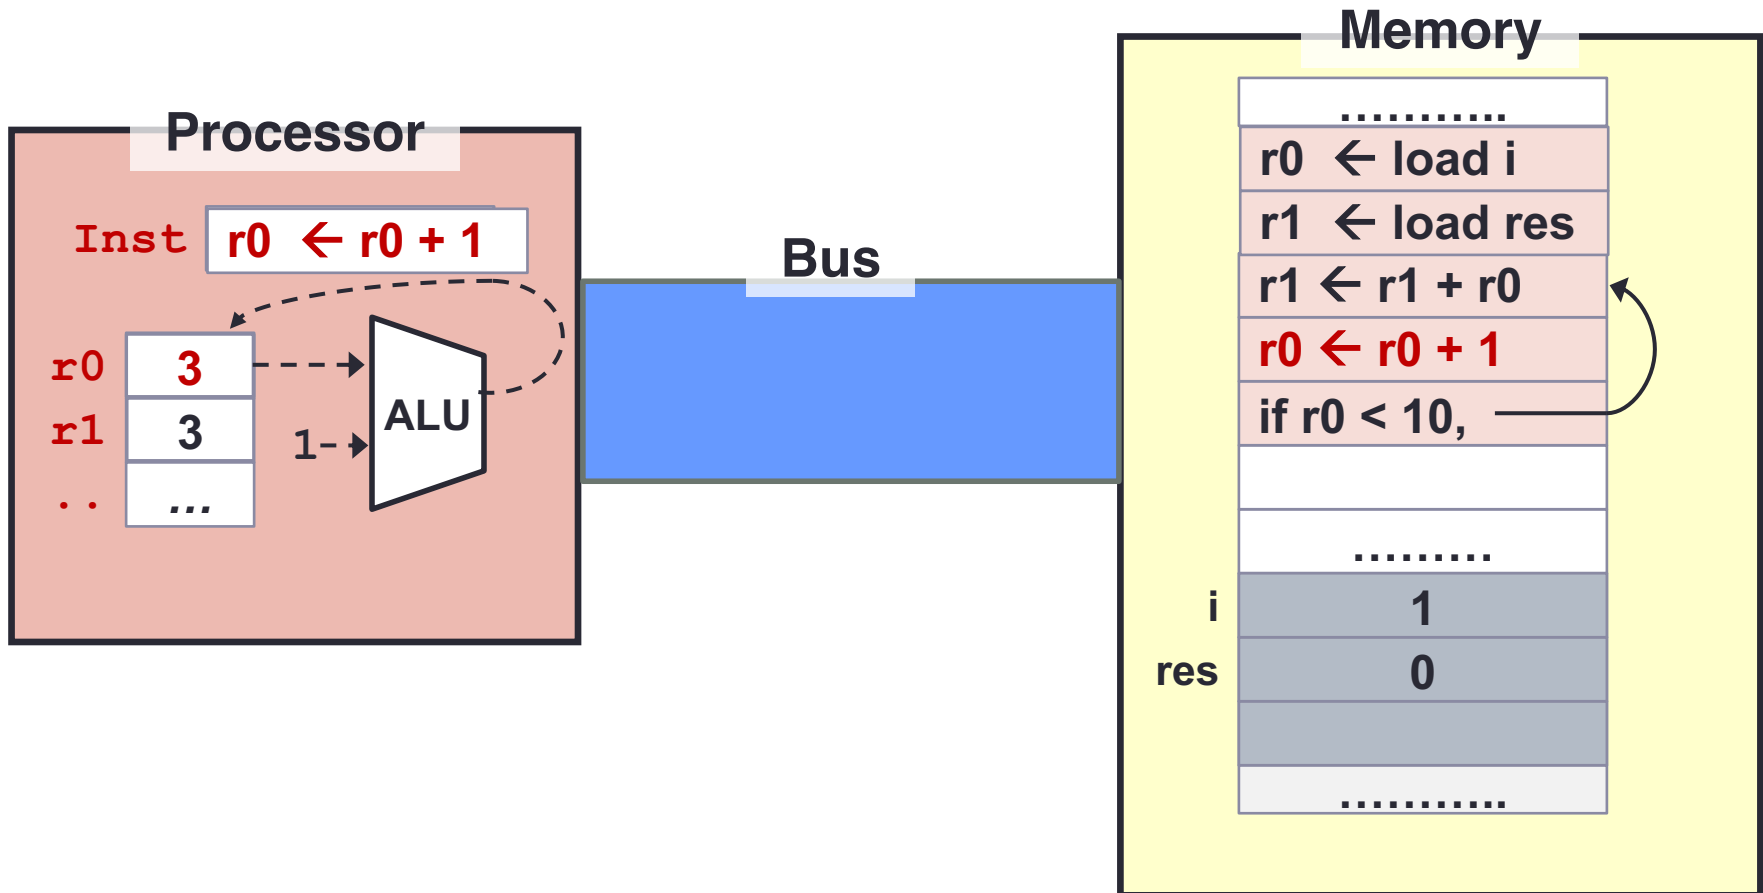 Processor
Inst r0 ← r0 + 1
r0 3
r1 3
.. ...
1
ALU
Bus
Memory
...........
r0 ← load i
r1 ← load res
r1 ← r1 + r0
r0 ← r0 + 1
if r0 < 10,
.........
i 1
res 0
...........